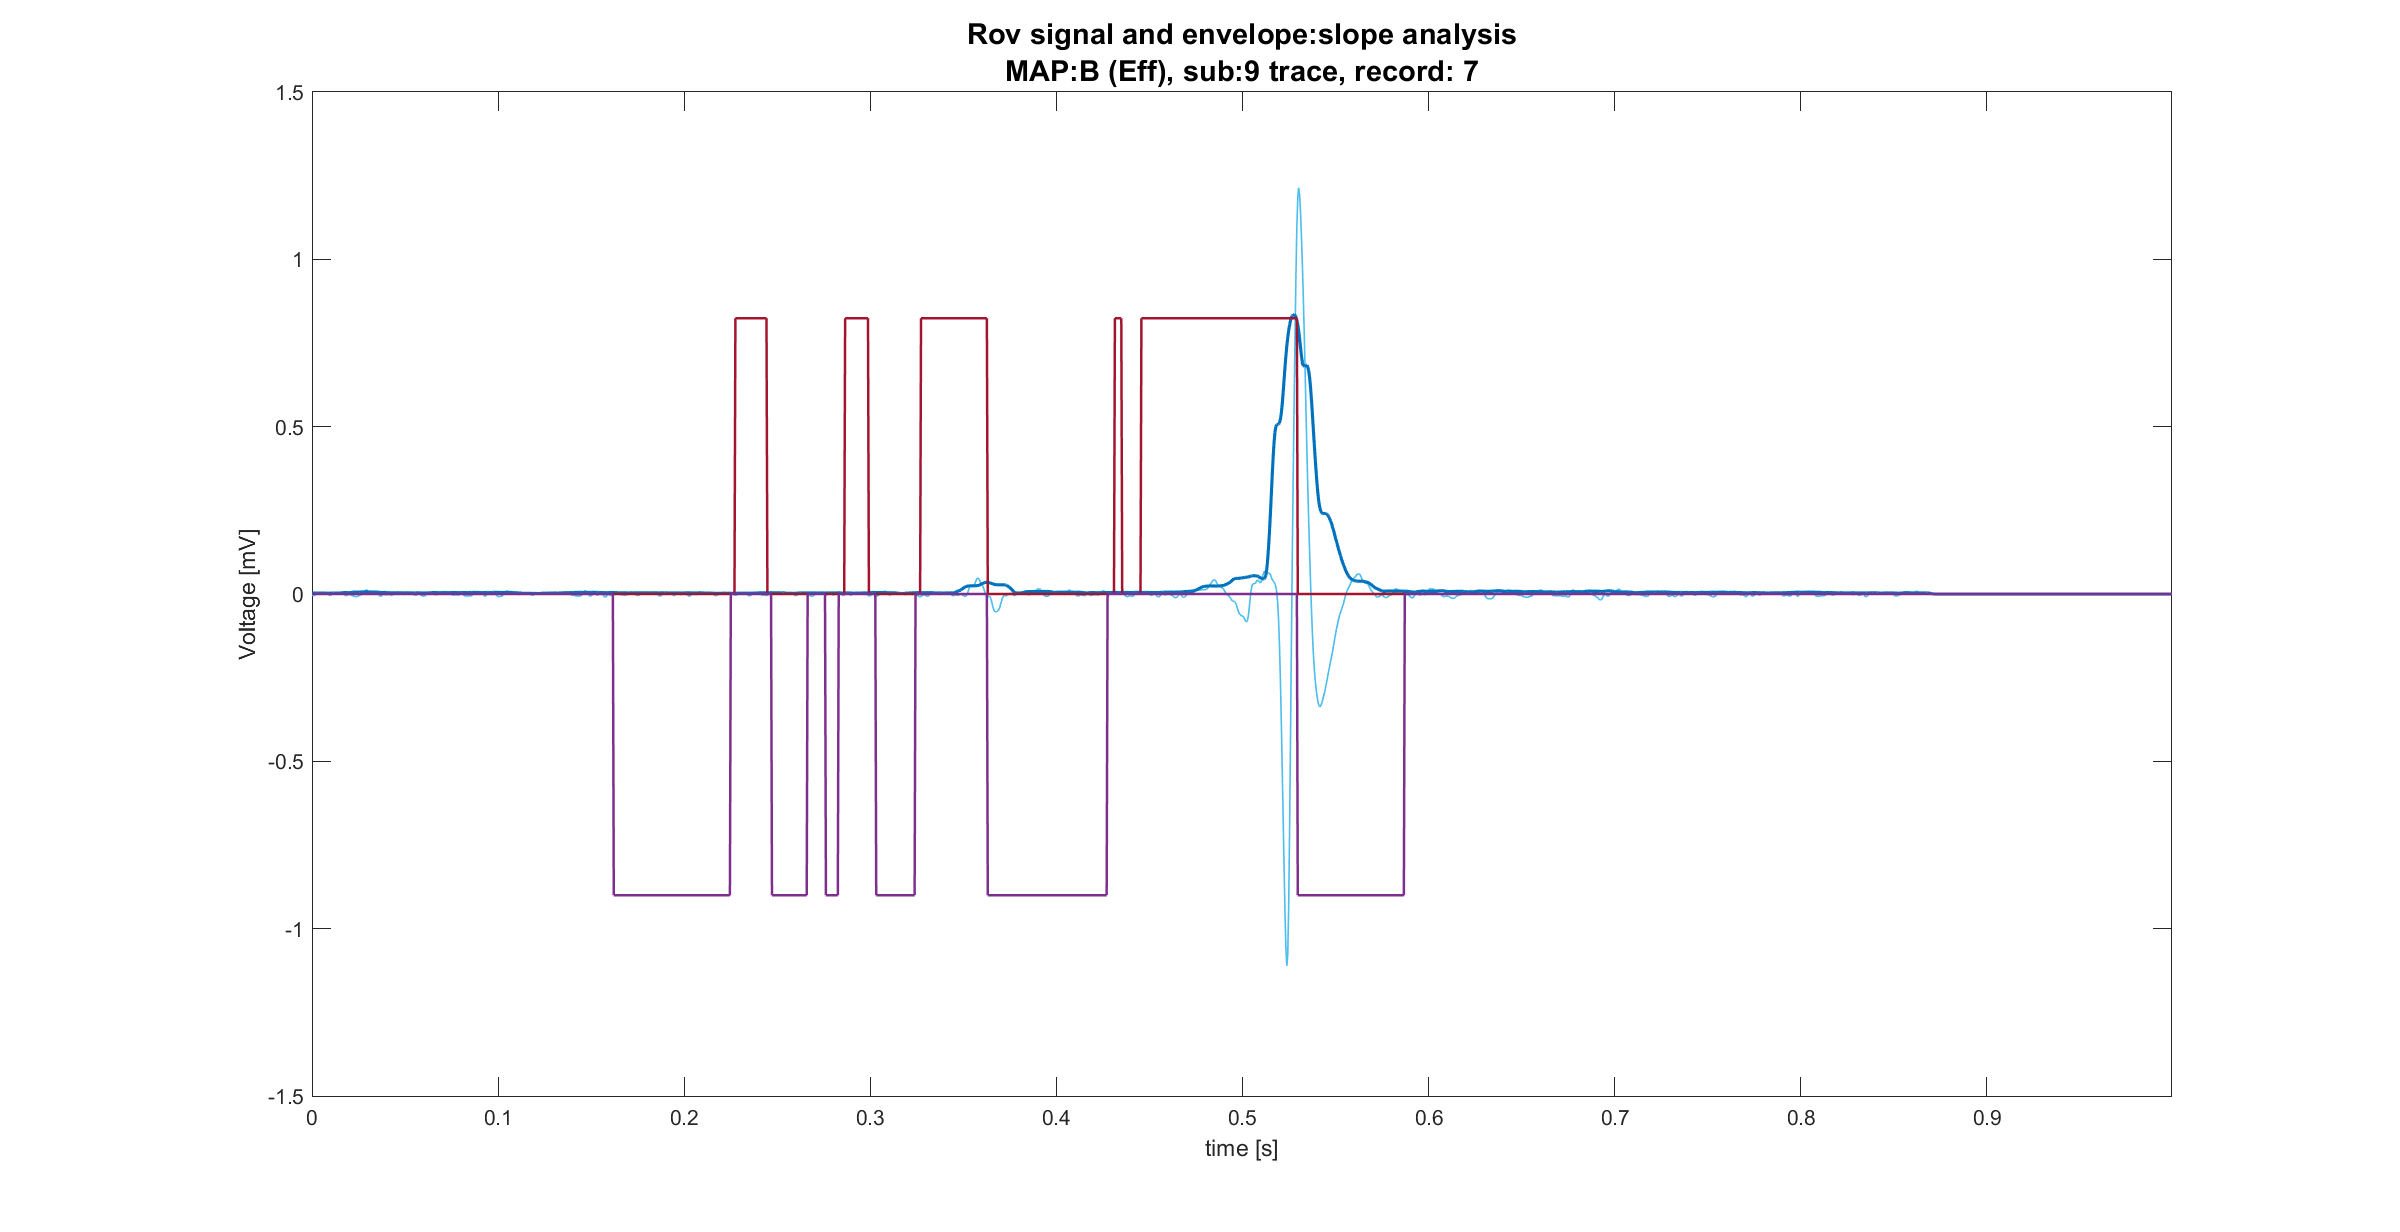 Rov signal and envelope:slope analysis
MAP:B (Eff), sub:9 trace, record: 7
1.5
1
0.5
0
-0.5
-1
-1.5
Voltage [mV]
0 0.1 0.2 0.3 0.4 0.5 0.6 0.7 0.8 0.9
time [s]